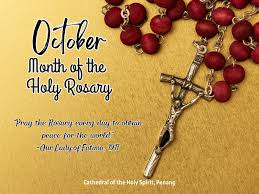 October
Month of the
Holy Rosary
Pray the Rosary every day to obtain
peace for the world.
-Our Lady of Fatima, 1917
Cathedral of the Holy Spirit, Penang